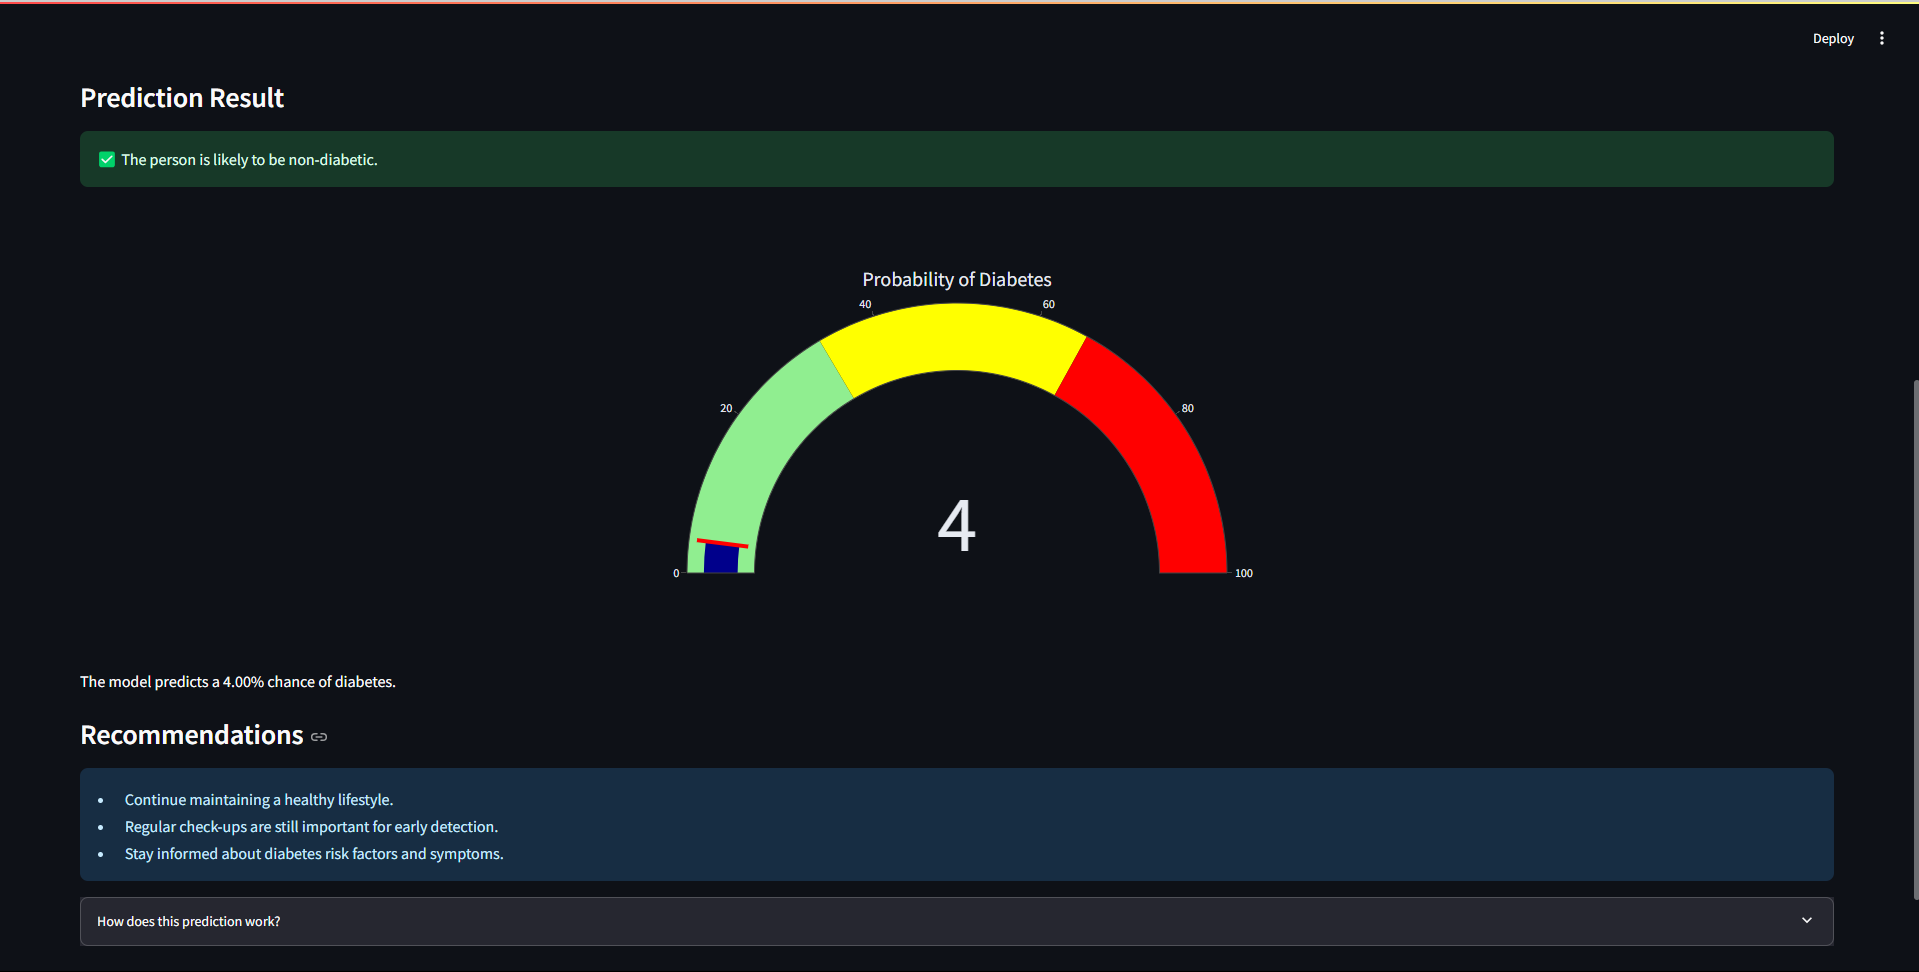 Deploy
Prediction Result
✅ The person is likely to be non-diabetic.
Probability of Diabetes
40
60
20
80
4
0
100
The model predicts a 4.00% chance of diabetes.
Recommendations
• Continue maintaining a healthy lifestyle.
• Regular check-ups are still important for early detection.
• Stay informed about diabetes risk factors and symptoms.
How does this prediction work?